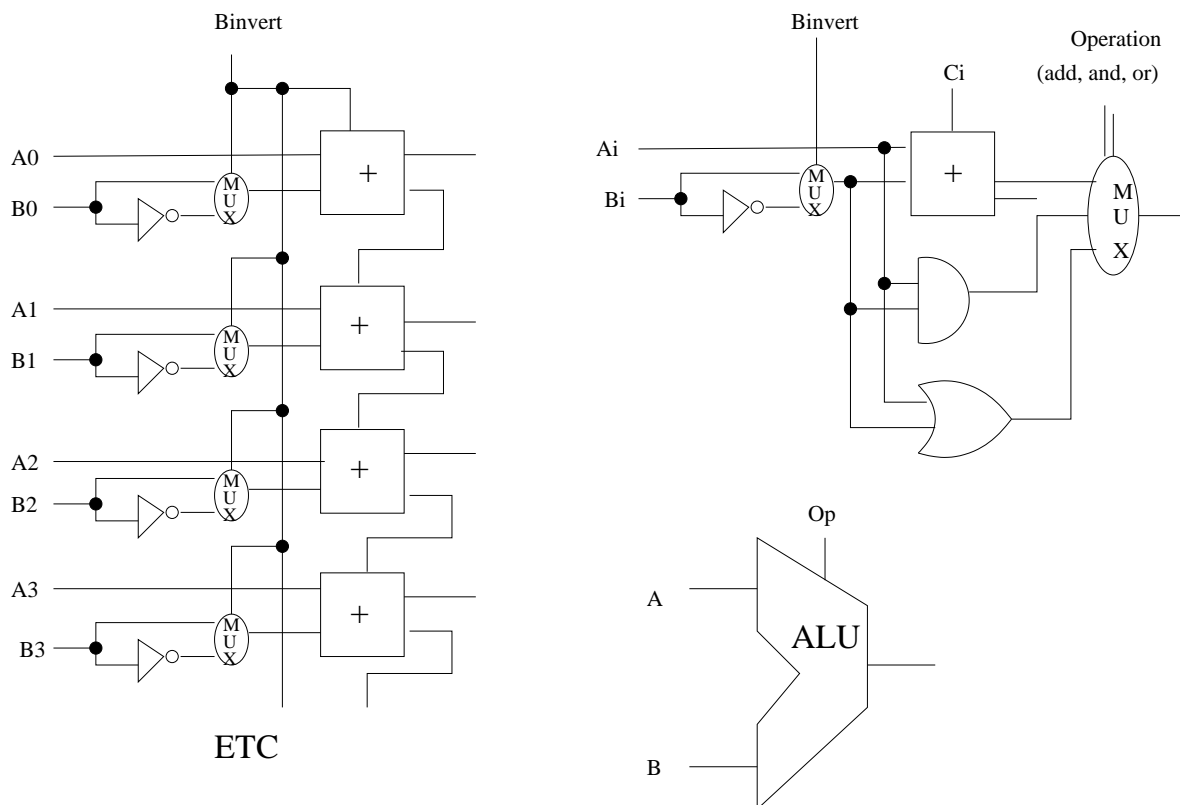 Binvert
A0
B0
M
U
X
+
A1
B1
M
U
X
+
A2
B2
M
U
X
+
A3
B3
M
U
X
+
ETC
Binvert
Operation
(add, and, or)
Ci
Ai
Bi
M
U
X
+
M
U
X
Op
A
ALU
B